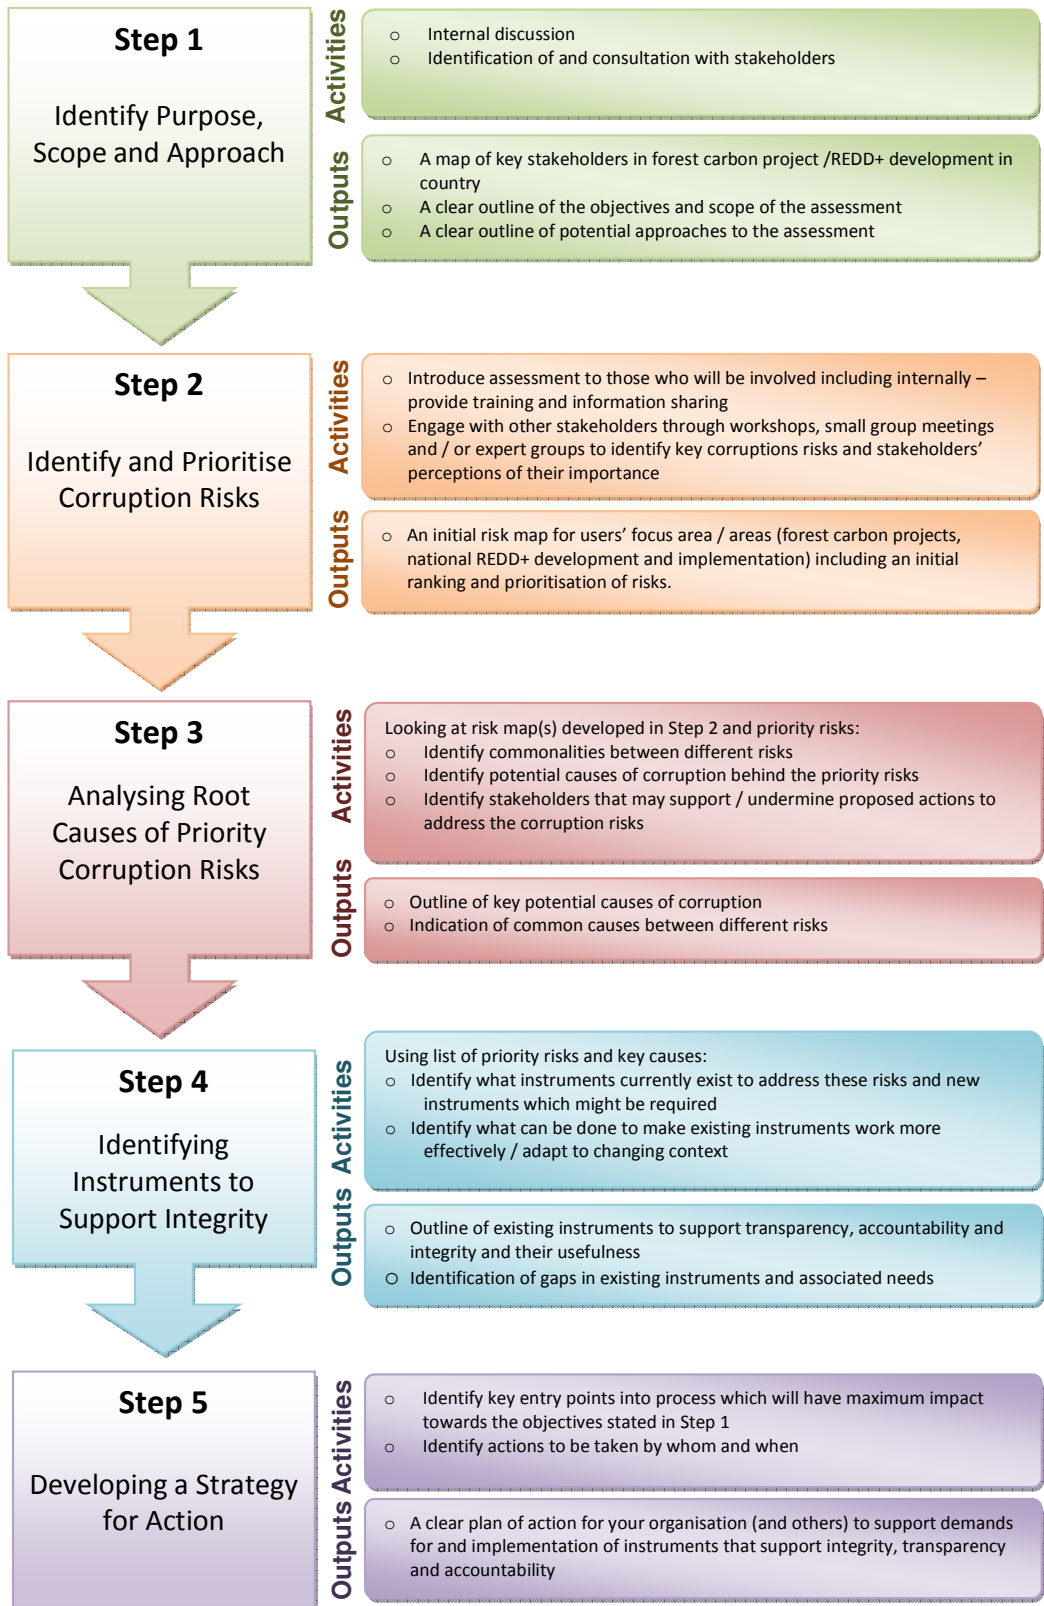 Step 1
Identify Purpose,
Scope and Approach
Activities
o Internal discussion
o Identification of and consultation with stakeholders
Outputs
o A map of key stakeholders in forest carbon project /REDD+ development in
country
o A clear outline of the objectives and scope of the assessment
o A clear outline of potential approaches to the assessment
Step 2
Identify and Prioritise
Corruption Risks
Activities
o Introduce assessment to those who will be involved including internally –
provide training and information sharing
o Engage with other stakeholders through workshops, small group meetings
and / or expert groups to identify key corruptions risks and stakeholders’
perceptions of their importance
Outputs
o An initial risk map for users’ focus area / areas (forest carbon projects,
national REDD+ development and implementation) including an initial
ranking and prioritisation of risks.
Step 3
Analysing Root
Causes of Priority
Corruption Risks
Activities
Looking at risk map(s) developed in Step 2 and priority risks:
o Identify commonalities between different risks
o Identify potential causes of corruption behind the priority risks
o Identify stakeholders that may support / undermine proposed actions to
address the corruption risks
Outputs
o Outline of key potential causes of corruption
o Indication of common causes between different risks
Step 4
Identifying
Instruments to
Support Integrity
Activities
Using list of priority risks and key causes:
o Identify what instruments currently exist to address these risks and new
instruments which might be required
o Identify what can be done to make existing instruments work more
effectively / adapt to changing context
Outputs
o Outline of existing instruments to support transparency, accountability and
integrity and their usefulness
o Identification of gaps in existing instruments and associated needs
Step 5
Developing a Strategy
for Action
Activities
o Identify key entry points into process which will have maximum impact
towards the objectives stated in Step 1
o Identify actions to be taken by whom and when
Outputs
o A clear plan of action for your organisation (and others) to support demands
for and implementation of instruments that support integrity, transparency
and accountability